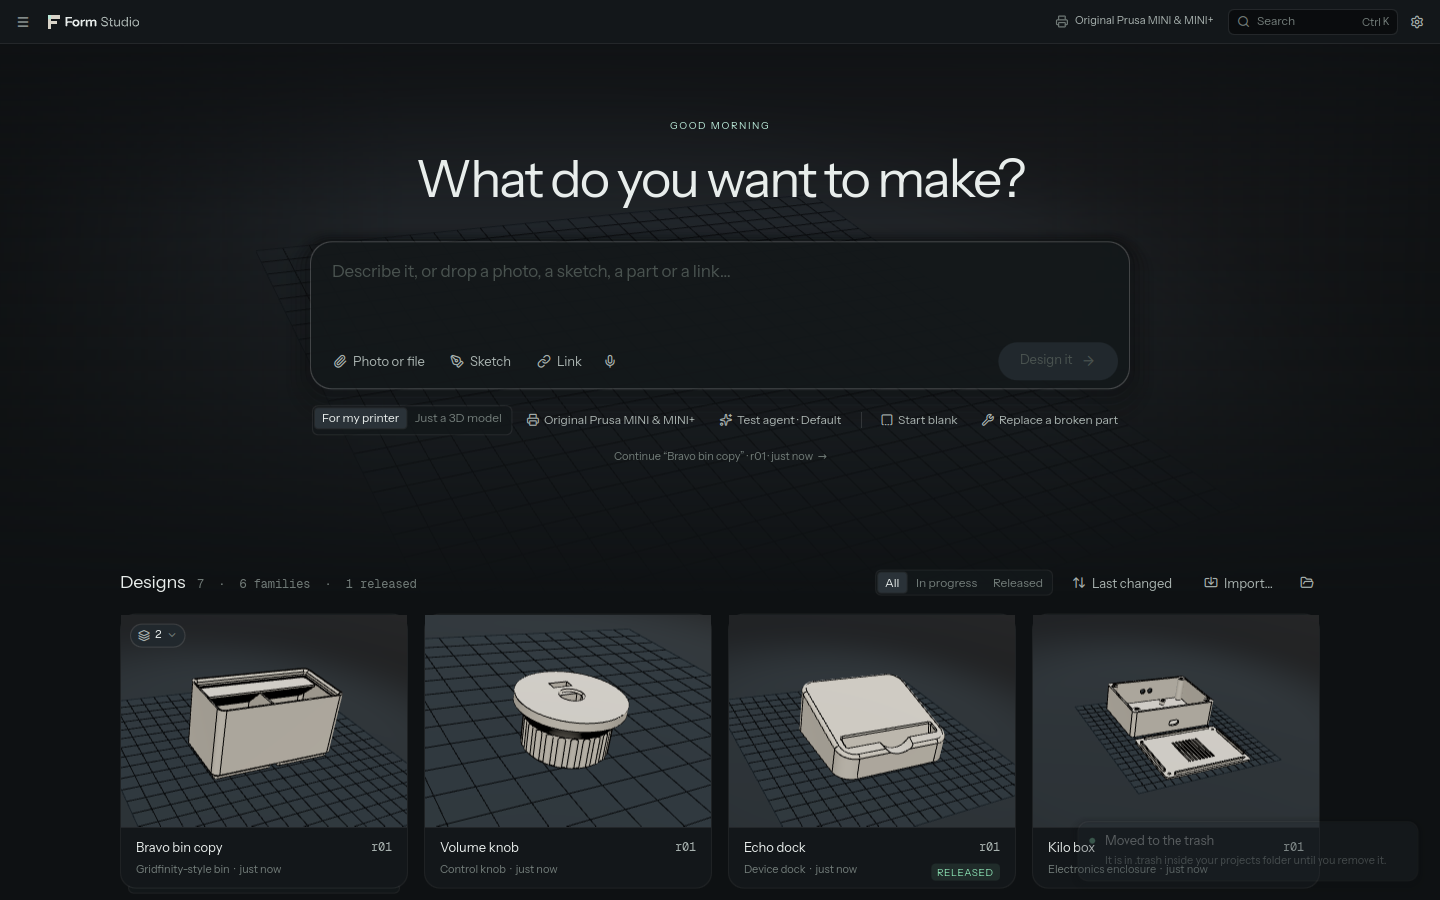 Form Studio
Original Prusa MINI & MINI+
Search
Ctrl K
GOOD MORNING
What do you want to make?
Describe it, or drop a photo, a sketch, a part or a link...
Photo or file
Sketch
Link
Design it
For my printer
Just a 3D model
Original Prusa MINI & MINI+
Test agent · Default
Start blank
Replace a broken part
Continue “Bravo bin copy” · r01 · just now →
Designs 7 · 6 families · 1 released
All
In progress
Released
Last changed
Import...
2
Bravo bin copy r01
Gridfinity-style bin · just now
Volume knob r01
Control knob · just now
Echo dock r01
Device dock · just now
RELEASED
Kilo box r01
Electronics enclosure · just now
Moved to the trash
It is in .trash inside your projects folder until you remove it.